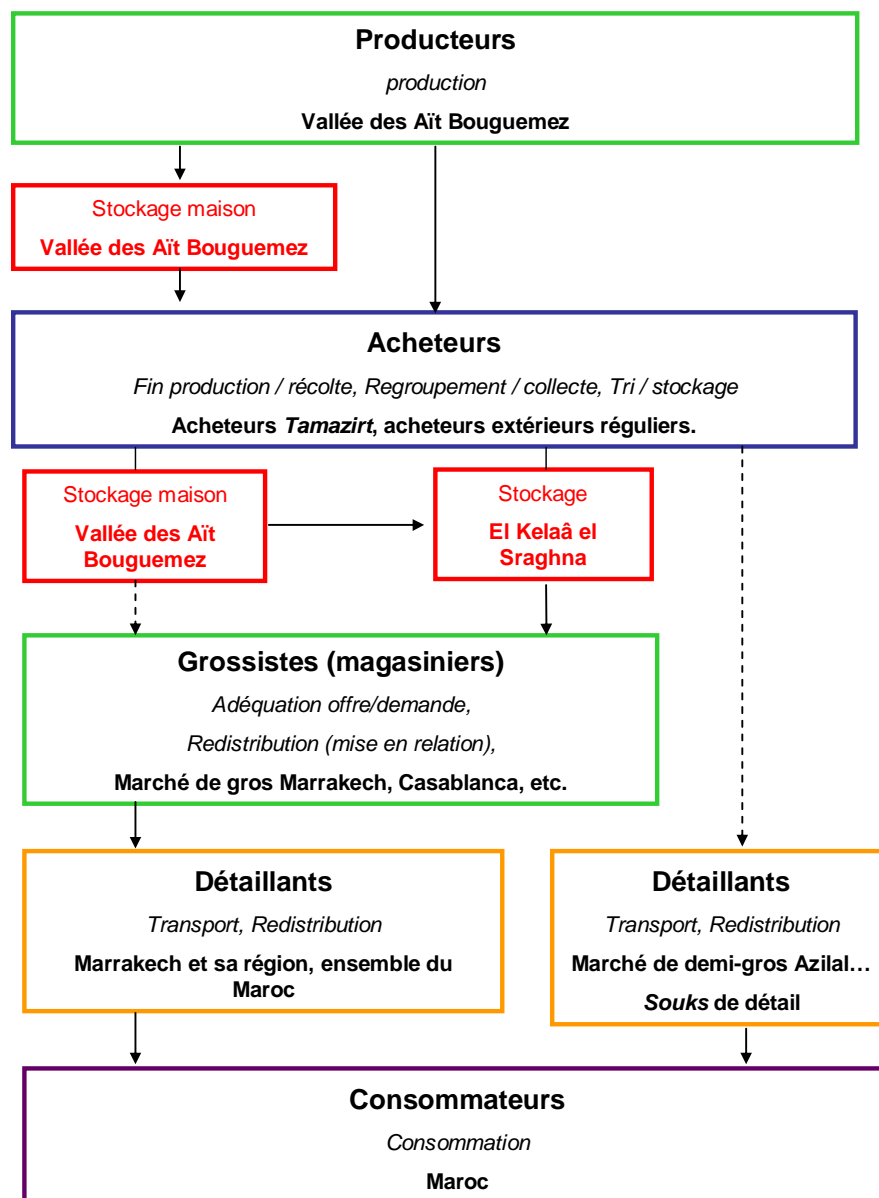 Producteurs
production
Vallée des Aït Bouguemez
Stockage maison
Vallée des Aït Bouguemez
Acheteurs
Fin production / récolte, Regroupement / collecte, Tri / stockage
Acheteurs Tamazirt, acheteurs extérieurs réguliers.
Stockage maison
Vallée des Aït
Bouguemez
Stockage
El Kelaâ el
Sraghna
Grossistes (magasiniers)
Adéquation offre/demande,
Redistribution (mise en relation),
Marché de gros Marrakech, Casablanca, etc.
Détaillants
Transport, Redistribution
Marrakech et sa région, ensemble du
Maroc
Détaillants
Transport, Redistribution
Marché de demi-gros Azilal…
Souks de détail
Consommateurs
Consommation
Maroc